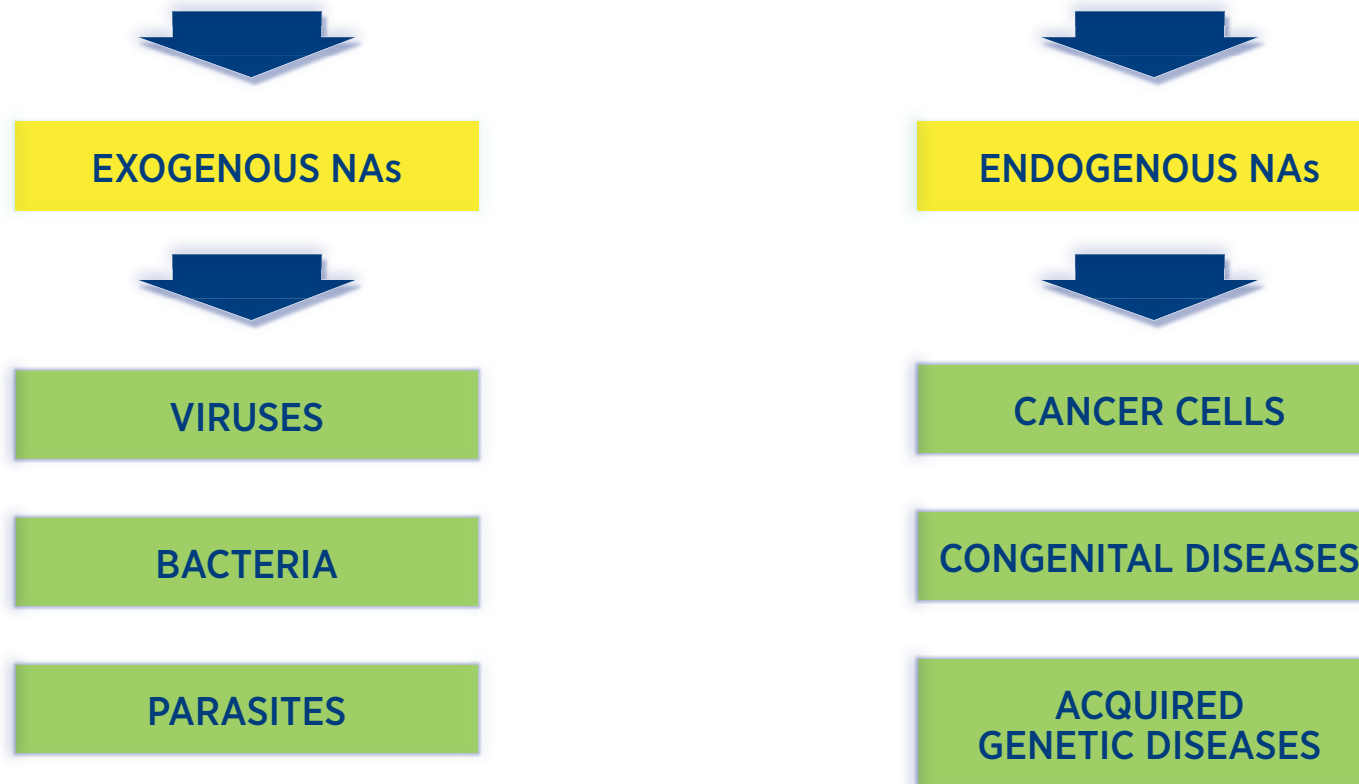 EXOGENOUS NAs
VIRUSES
BACTERIA
PARASITES
ENDOGENOUS NAs
CANCER CELLS
CONGENITAL DISEASES
ACQUIRED
GENETIC DISEASES